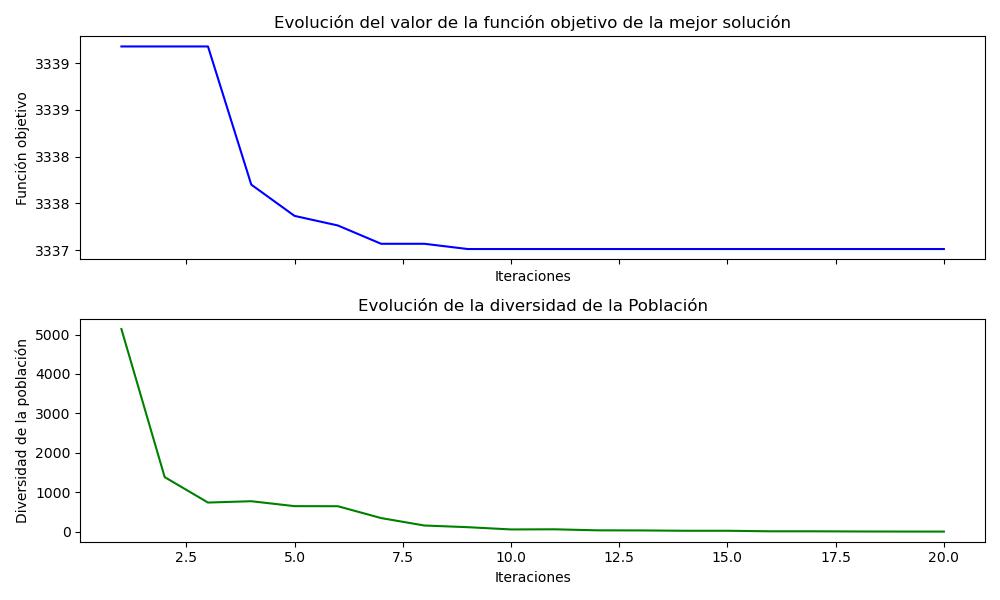 Evolución del valor de la función objetivo de la mejor solución
Función objetivo
3339
3339
3338
3338
3337
Iteraciones
Evolución de la diversidad de la Población
Diversidad de la población
5000
4000
3000
2000
1000
0
2.5 5.0 7.5 10.0 12.5 15.0 17.5 20.0
Iteraciones